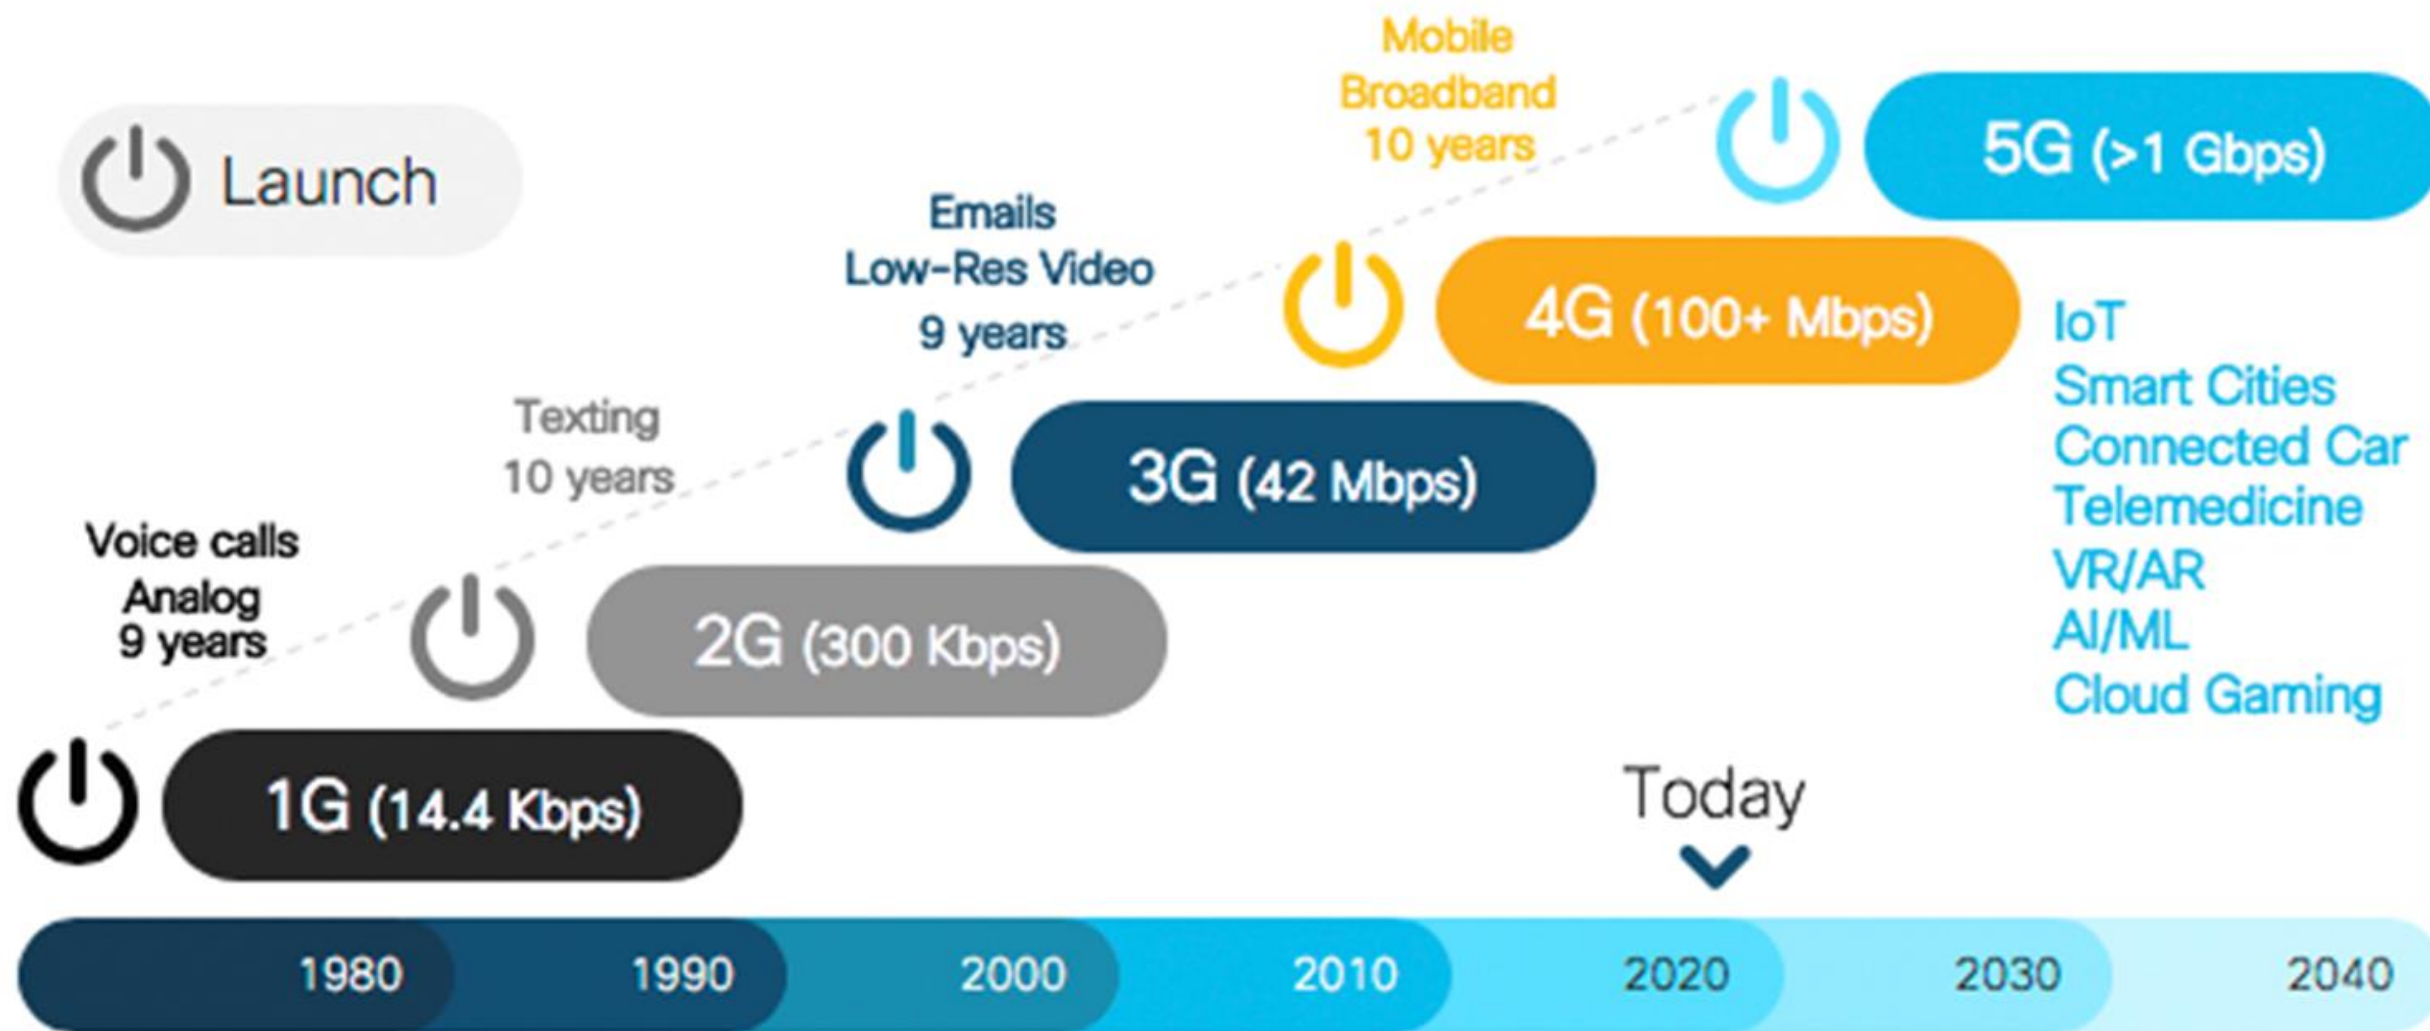 Launch
Voice calls
Analog
9 years
1G (14.4 Kbps)
Texting
10 years
2G (300 Kbps)
Emails
Low-Res Video
9 years
3G (42 Mbps)
Mobile
Broadband
10 years
4G (100+ Mbps)
5G (>1 Gbps)
IoT
Smart Cities
Connected Car
Telemedicine
VR/AR
AI/ML
Cloud Gaming
Today
1980
1990
2000
2010
2020
2030
2040